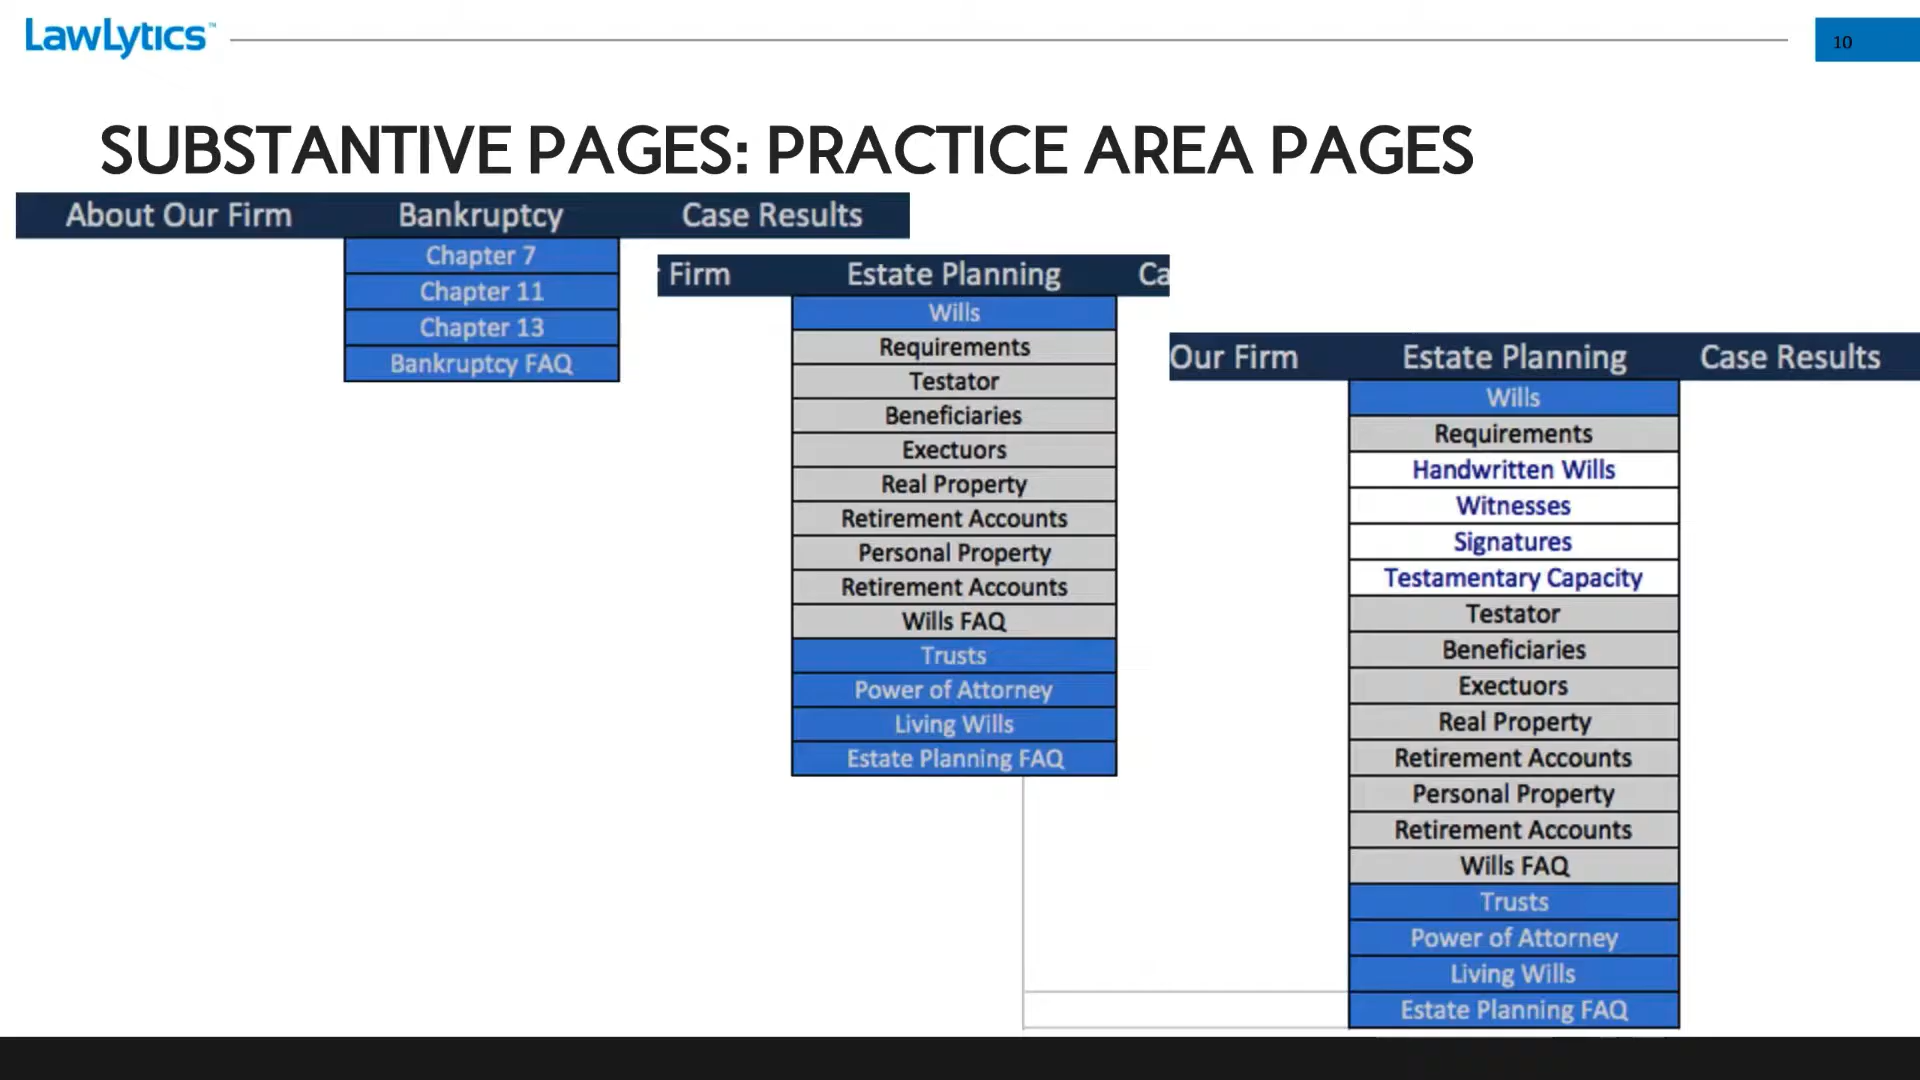 LawLytics™
10
SUBSTANTIVE PAGES: PRACTICE AREA PAGES
About Our Firm Bankruptcy Case Results
Chapter 7
Chapter 11
Chapter 13
Bankruptcy FAQ
Firm Estate Planning Ca
Wills
Requirements
Testator
Beneficiaries
Exectuors
Real Property
Retirement Accounts
Personal Property
Retirement Accounts
Wills FAQ
Trusts
Power of Attorney
Living Wills
Estate Planning FAQ
Our Firm Estate Planning Case Results
Wills
Requirements
Handwritten Wills
Witnesses
Signatures
Testamentary Capacity
Testator
Beneficiaries
Exectuors
Real Property
Retirement Accounts
Personal Property
Retirement Accounts
Wills FAQ
Trusts
Power of Attorney
Living Wills
Estate Planning FAQ